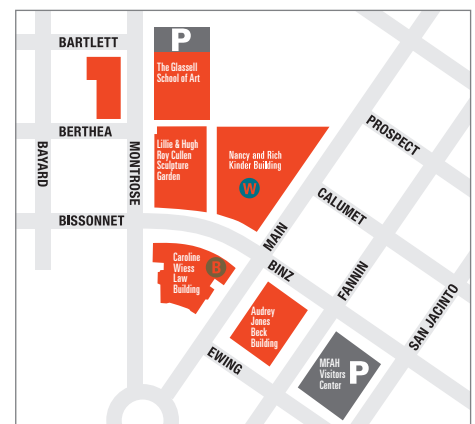 BARTLETT
P
The Glassell
School of Art
BERTHEA
BAYARD
MONTROSE
Lillie & Hugh
Roy Cullen
Sculpture
Garden
Nancy and Rich
Kinder Building
W
PROSPECT
CALUMET
BISSONNET
MAIN
Caroline
Wiess
Law
Building
B
BINZ
FANNIN
SAN JACINTO
Audrey
Jones
Beck
Building
EWING
MFAH
Visitors
Center
P